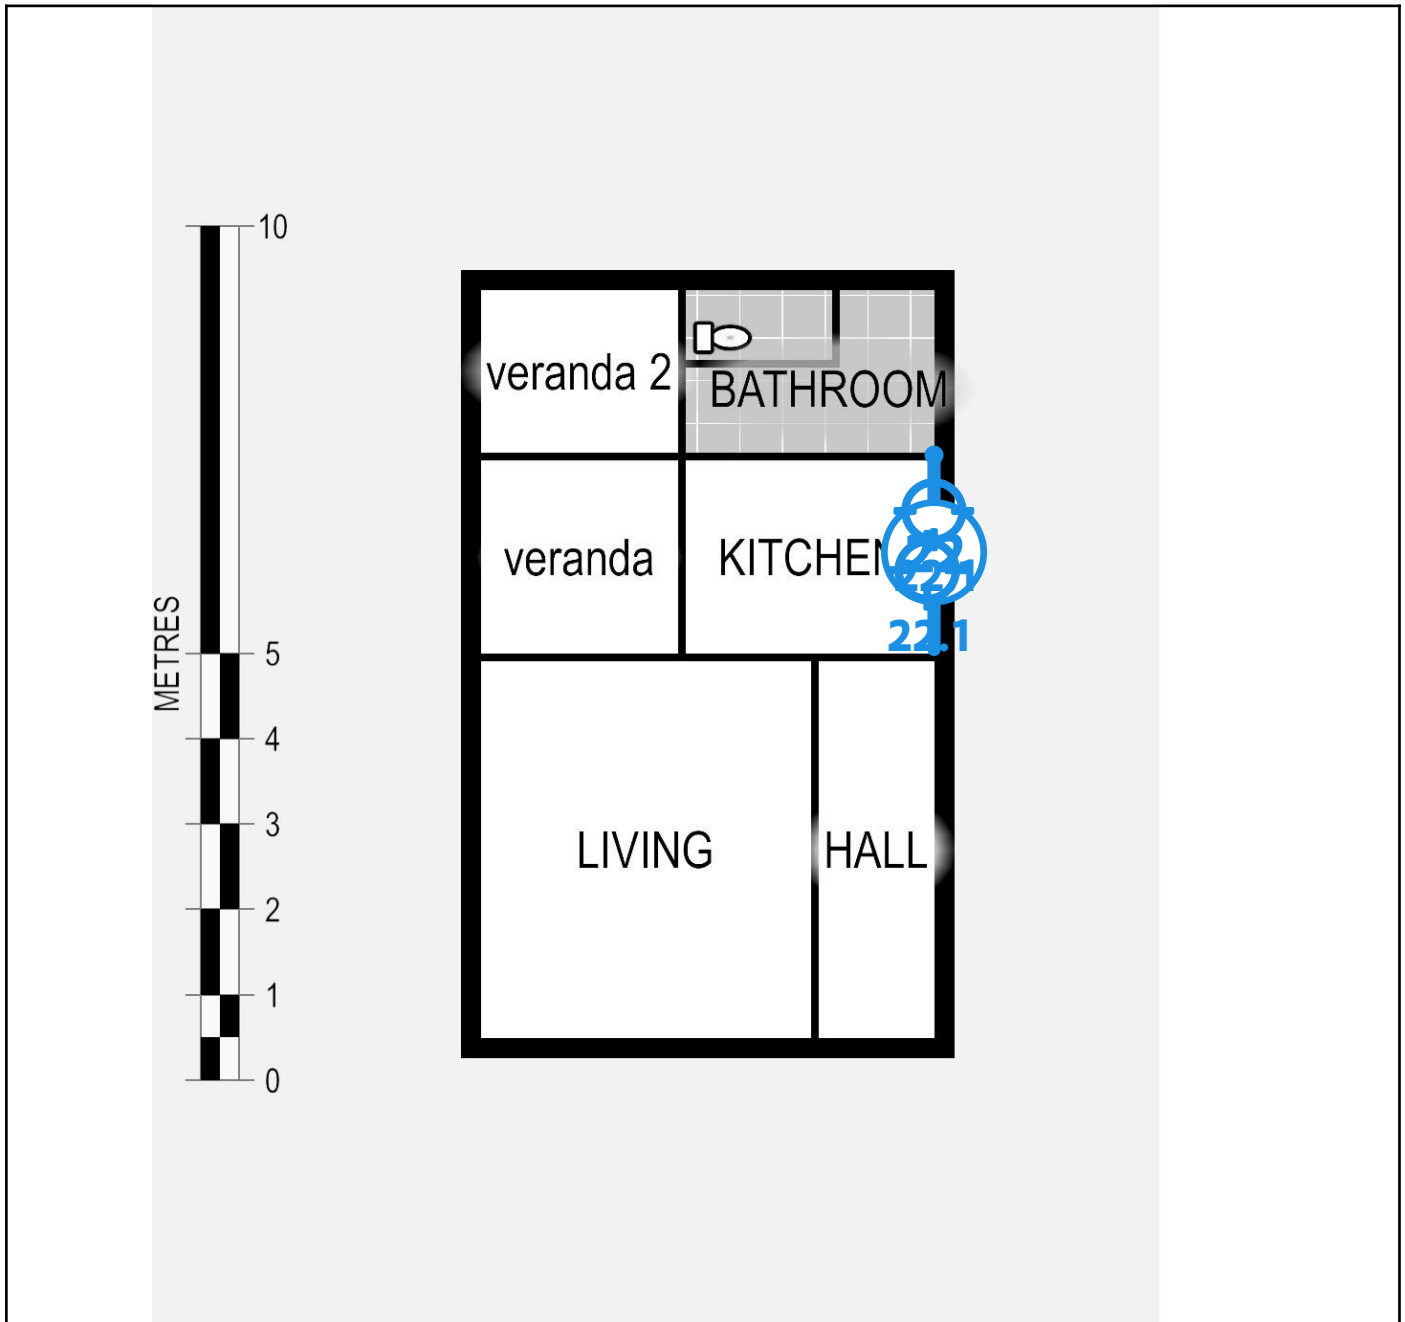 10
veranda 2
BATHROOM
veranda
KITCHEN
22.1
METRES
5
4
3
2
1
0
LIVING
HALL